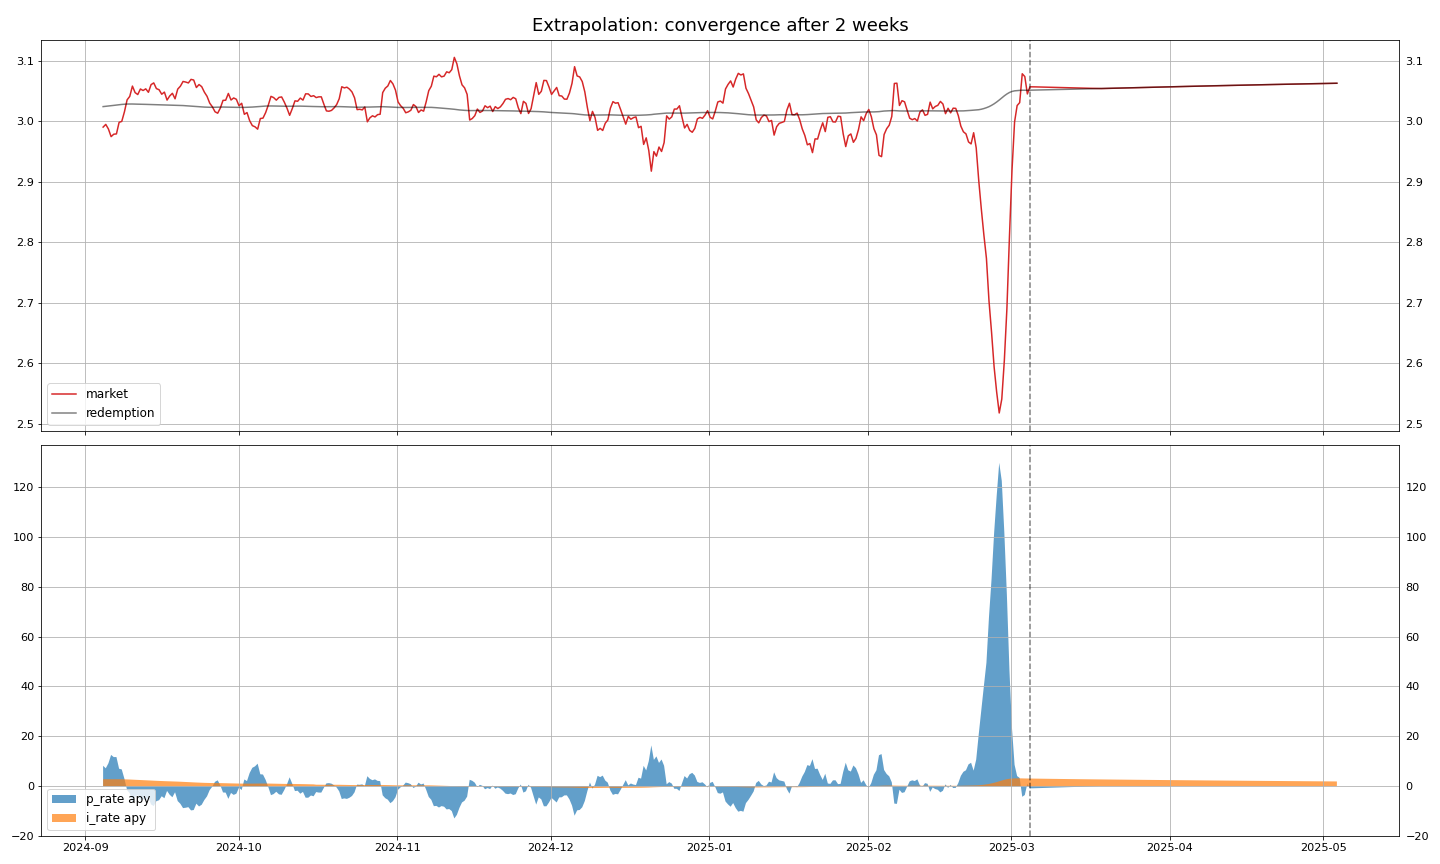 Extrapolation: convergence after 2 weeks
3.1 3.1
3.0 3.0
2.9 2.9
2.8 2.8
2.7 2.7
2.6 2.6
2.5 2.5
market
redemption
120 120
100 100
80 80
60 60
40 40
20 20
0 0
−20 −20
p_rate apy
i_rate apy
2024-09 2024-10 2024-11 2024-12 2025-01 2025-02 2025-03 2025-04 2025-05